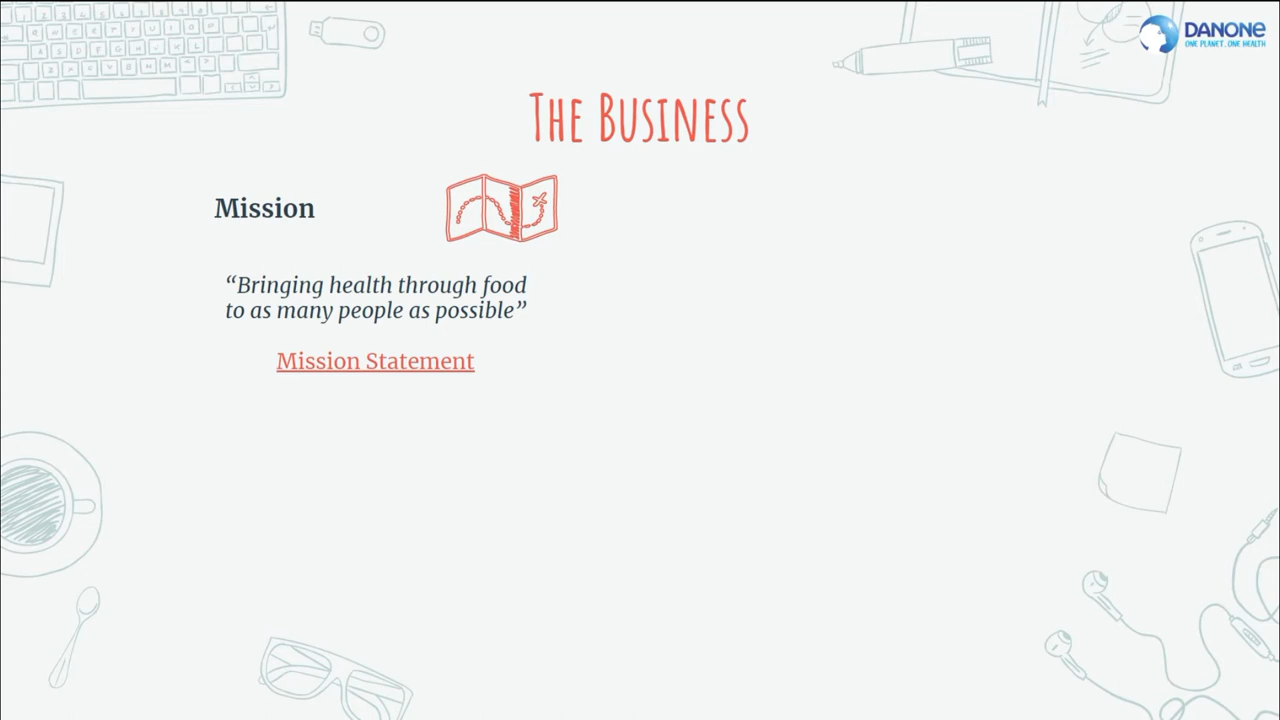 DANONE
ONE PLANET. ONE HEALTH
THE BUSINESS
Mission
“Bringing health through food
to as many people as possible”
Mission Statement